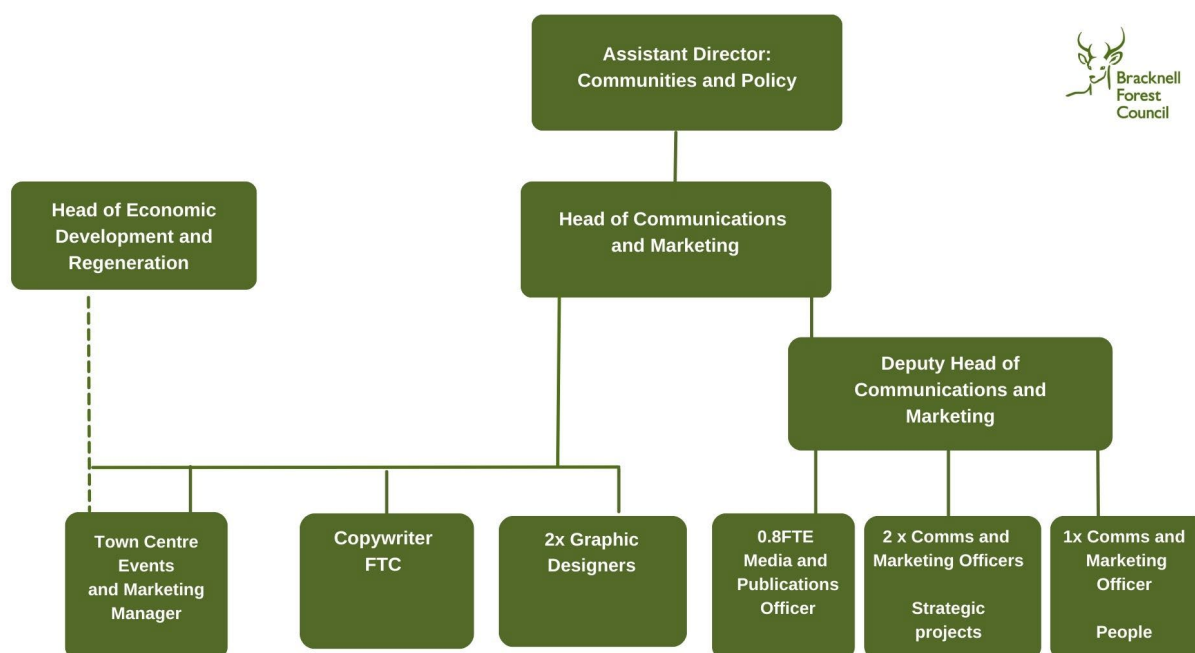 Assistant Director:
Communities and Policy
Bracknell
Forest
Council
Head of Economic
Development and
Regeneration
Head of Communications
and Marketing
Deputy Head of
Communications and
Marketing
Town Centre
Events
and Marketing
Manager
Copywriter
FTC
2x Graphic
Designers
0.8FTE
Media and
Publications
Officer
2 x Comms and
Marketing Officers
Strategic
projects
1x Comms and
Marketing
Officer
People